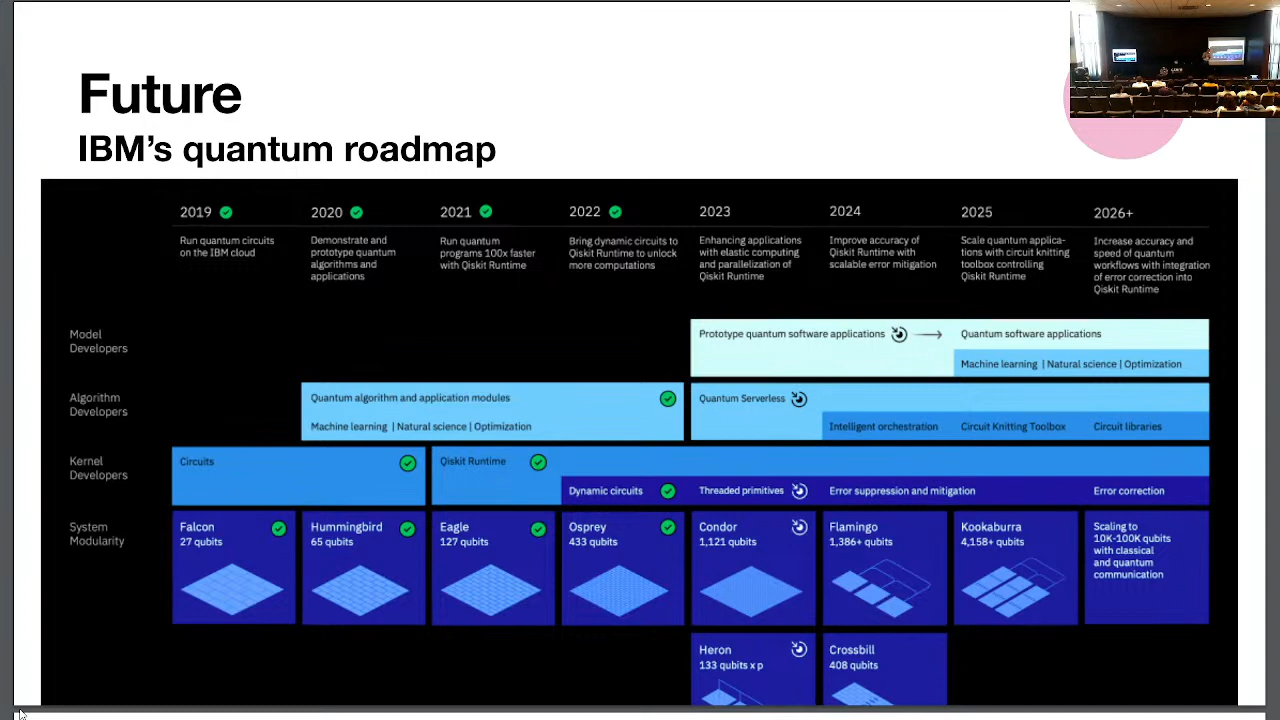 Future
IBM's quantum roadmap
2019
2020
2021
2022
2023
2024
2025
2026+
Run quantum circuits
on the IBM cloud
Demonstrate and
prototype quantum
algorithms and
applications
Run quantum
programs 100x faster
with Qiskit Runtime
Bring dynamic circuits to
Qiskit Runtime to unlock
more computations
Enhancing applications
with elastic computing
and parallelization of
Qiskit Runtime
Improve accuracy of
Qiskit Runtime with
scalable error mitigation
Scale quantum applica-
tions with circuit knitting
toolbox controlling
Qiskit Runtime
Increase accuracy and
speed of quantum
workflows with integration
of error correction into
Qiskit Runtime
Model
Developers
Prototype quantum software applications
Quantum software applications
Machine learning | Natural science | Optimization
Algorithm
Developers
Quantum algorithm and application modules
Machine learning | Natural science | Optimization
Quantum Serverless
Intelligent orchestration
Circuit Knitting Toolbox
Circuit libraries
Kernel
Developers
Circuits
Qiskit Runtime
Dynamic circuits
Threaded primitives
Error suppression and mitigation
Error correction
System
Modularity
Falcon
27 qubits
Hummingbird
65 qubits
Eagle
127 qubits
Osprey
433 qubits
Condor
1,121 qubits
Flamingo
1,386+ qubits
Kookaburra
4,158+ qubits
Scaling to
10K-100K qubits
with classical
and quantum
communication
Heron
133 qubits x p
Crossbill
408 qubits